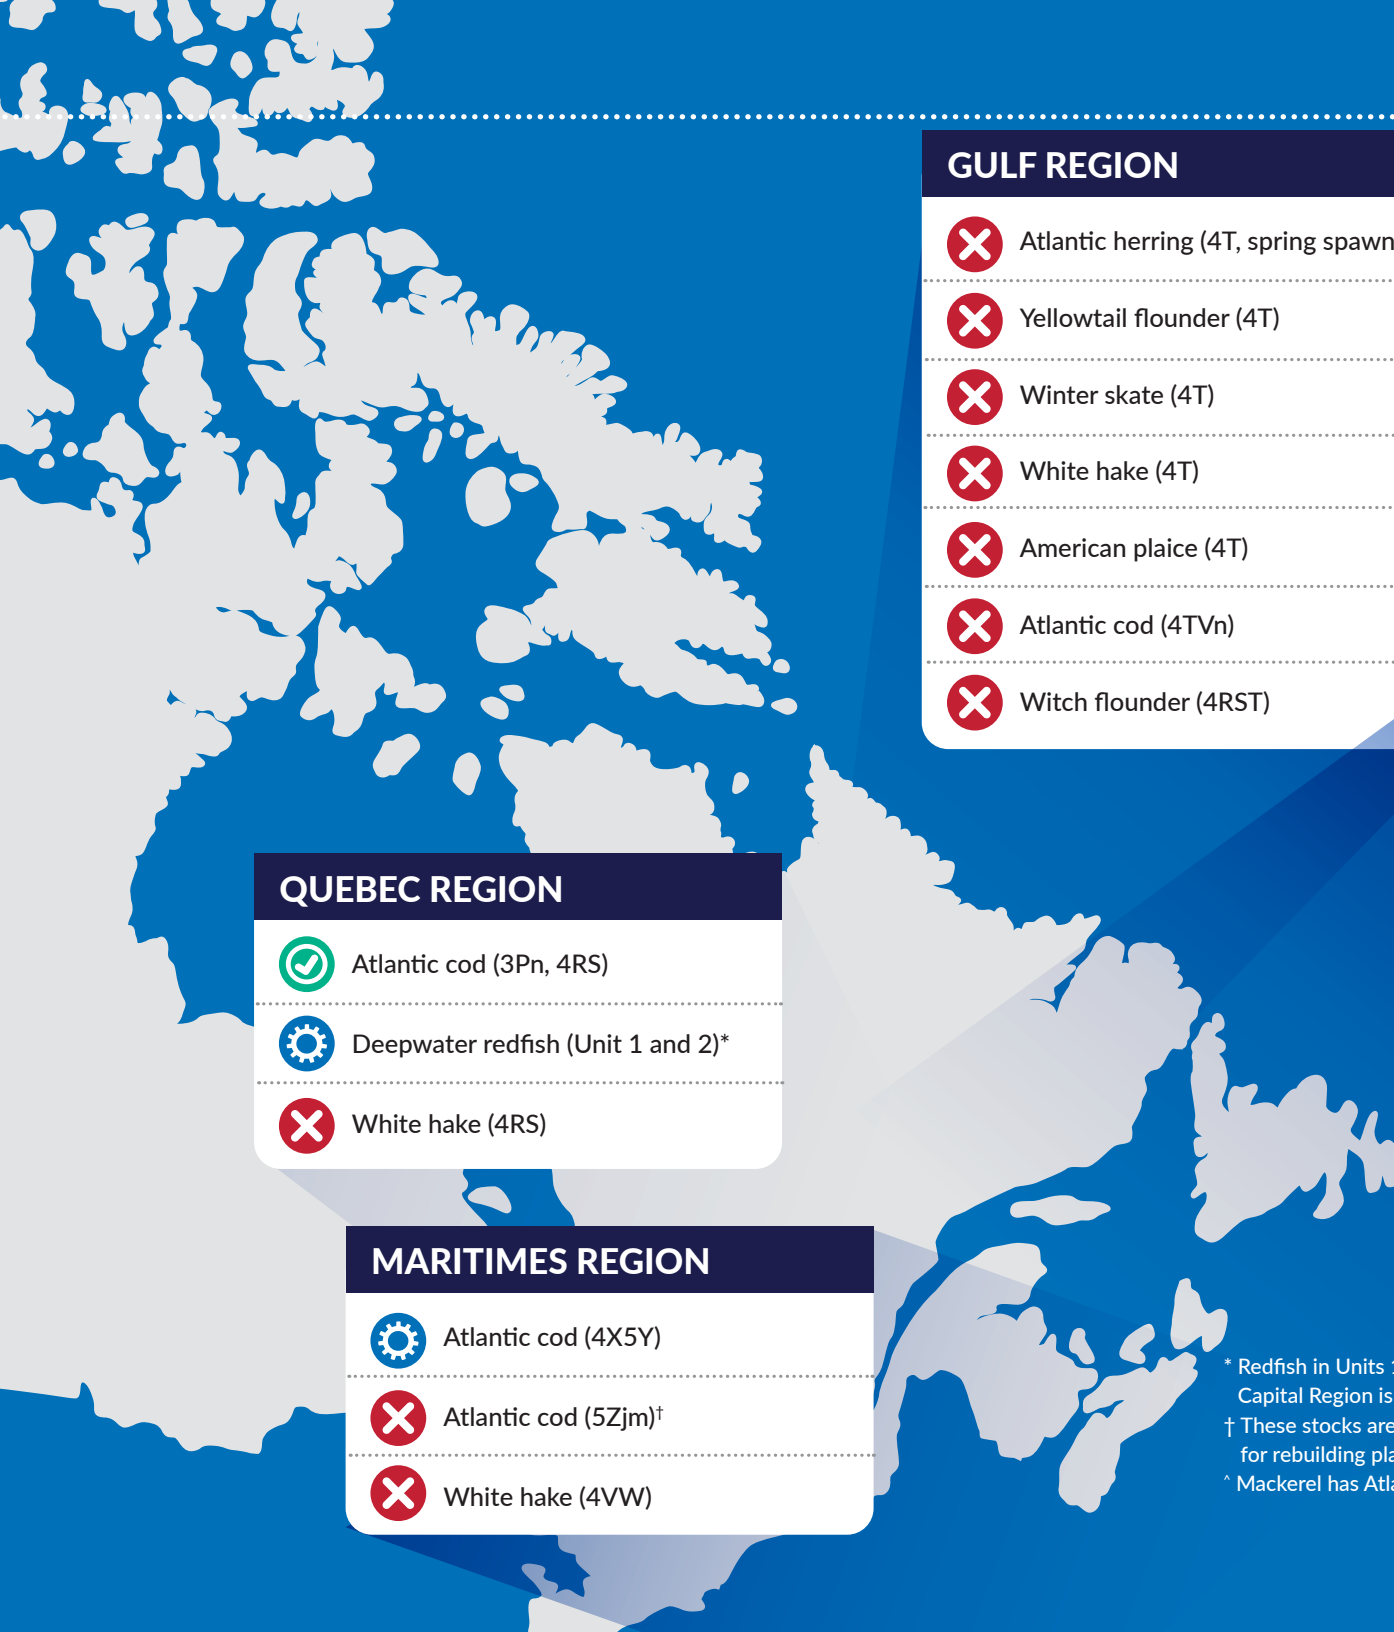 GULF REGION
Atlantic herring (4T, spring spawn
Yellowtail flounder (4T)
Winter skate (4T)
White hake (4T)
American plaice (4T)
Atlantic cod (4TVn)
Witch flounder (4RST)
QUEBEC REGION
Atlantic cod (3Pn, 4RS)
Deepwater redfish (Unit 1 and 2)*
White hake (4RS)
MARITIMES REGION
Atlantic cod (4X5Y)
Atlantic cod (5Zjm)†
White hake (4VW)
* Redfish in Units 1
Capital Region is
† These stocks are
for rebuilding pla
^ Mackerel has Atla